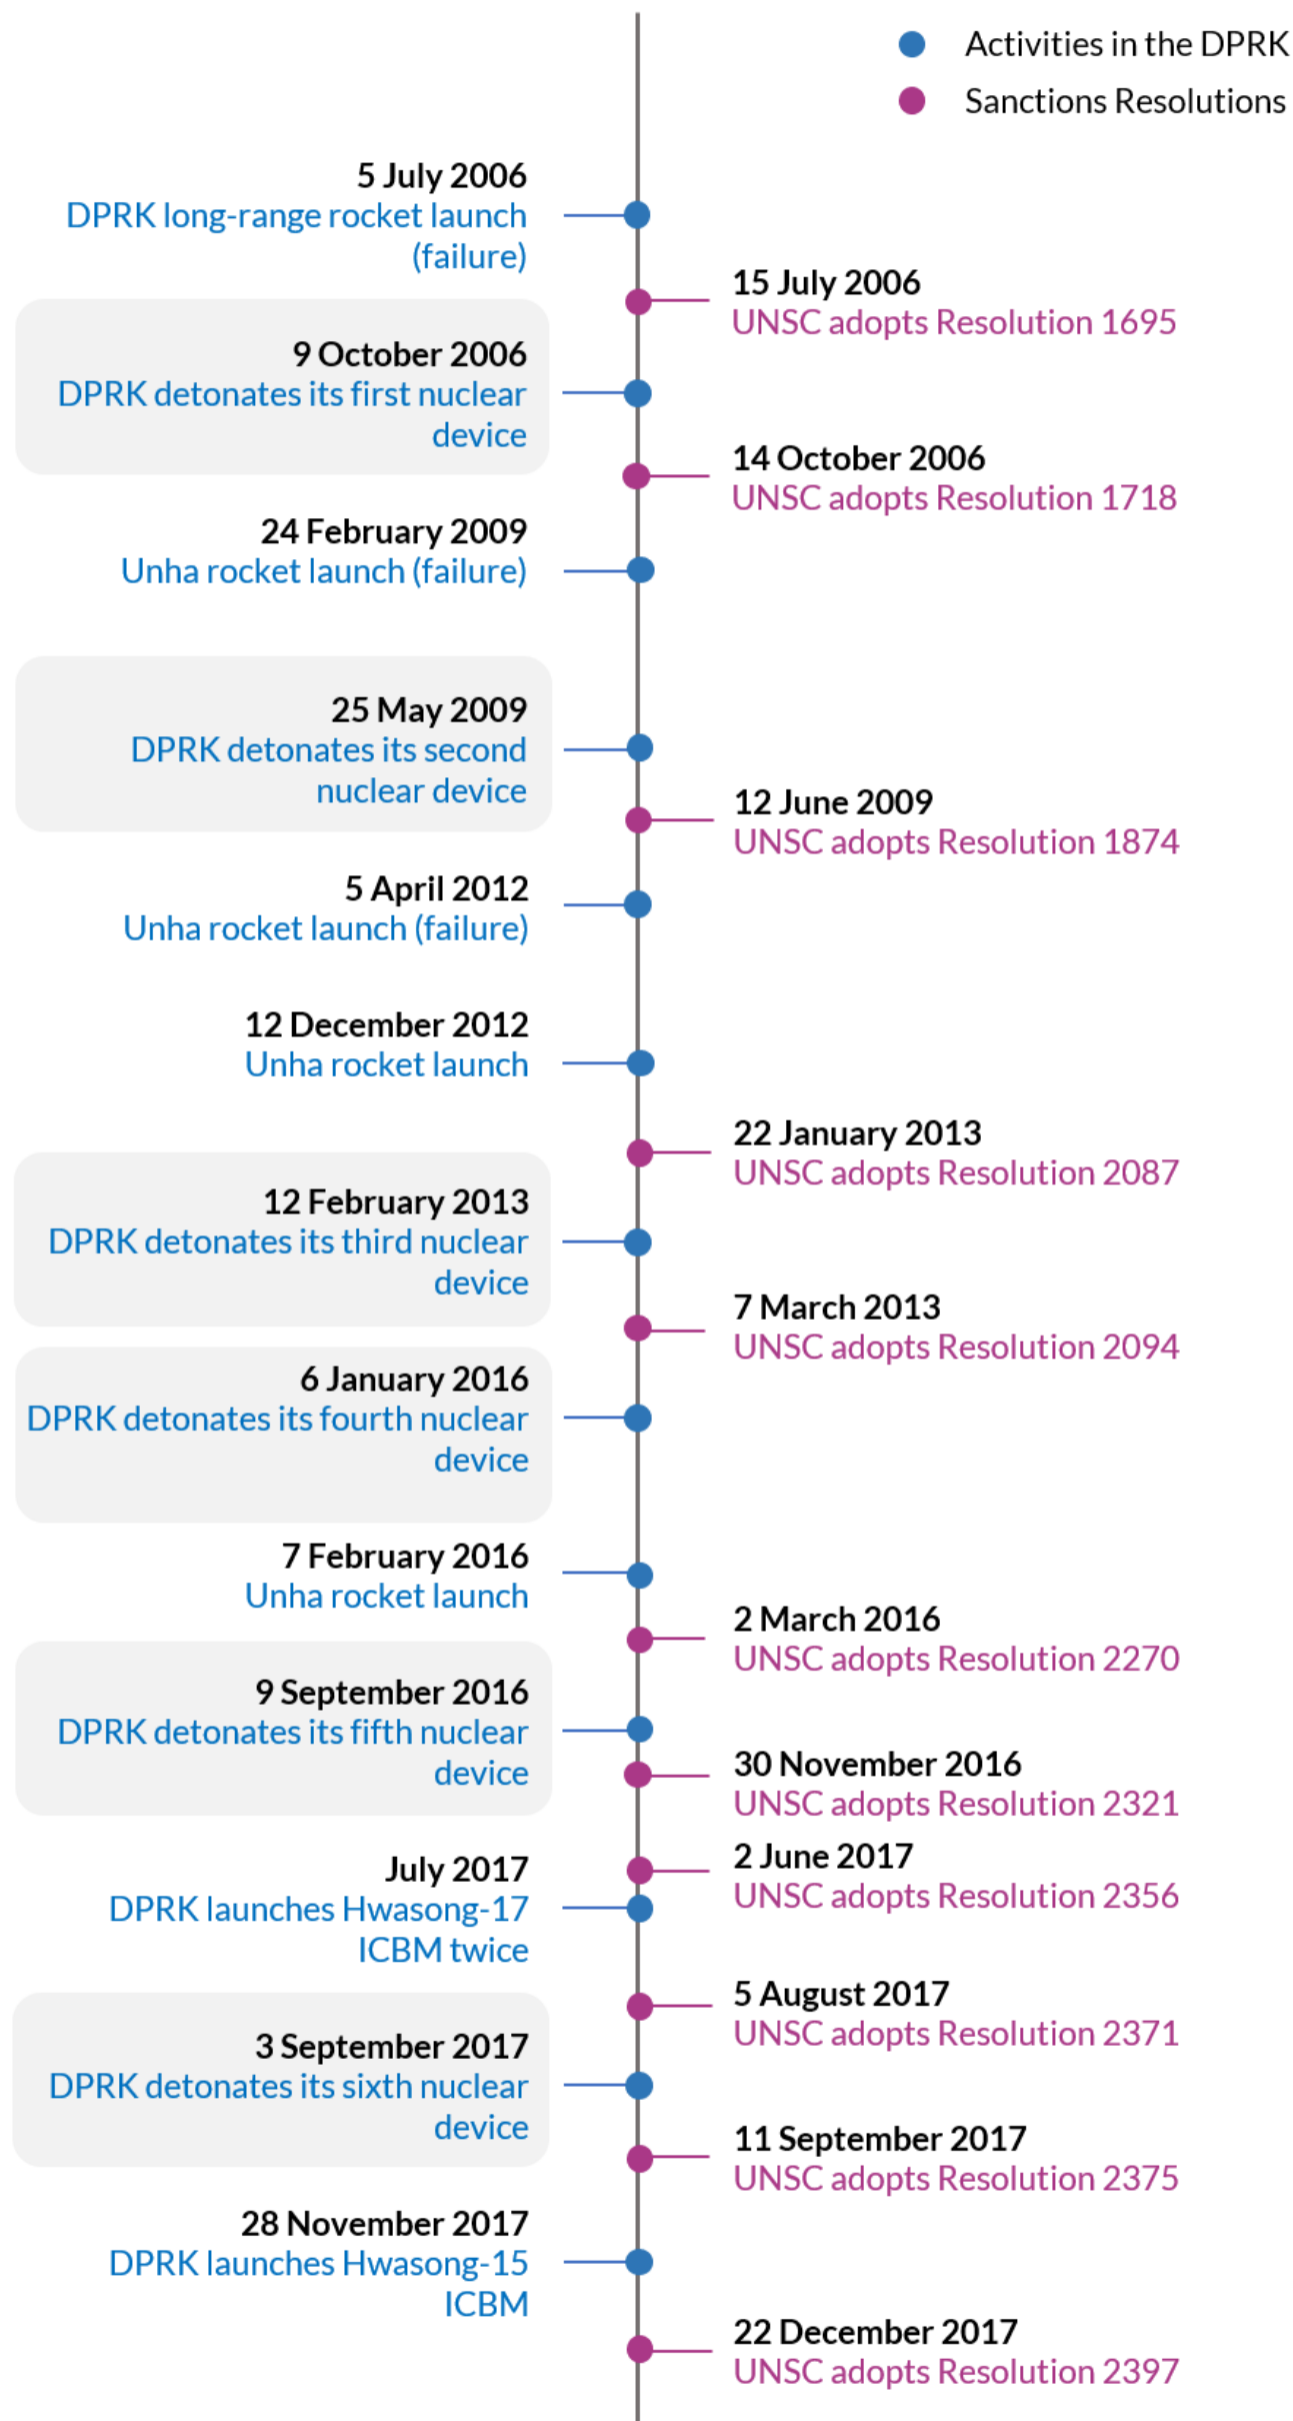 Activities in the DPRK
Sanctions Resolutions
5 July 2006
DPRK long-range rocket launch
(failure)
15 July 2006
UNSC adopts Resolution 1695
9 October 2006
DPRK detonates its first nuclear
device
14 October 2006
UNSC adopts Resolution 1718
24 February 2009
Unha rocket launch (failure)
25 May 2009
DPRK detonates its second
nuclear device
12 June 2009
UNSC adopts Resolution 1874
5 April 2012
Unha rocket launch (failure)
12 December 2012
Unha rocket launch
22 January 2013
UNSC adopts Resolution 2087
12 February 2013
DPRK detonates its third nuclear
device
7 March 2013
UNSC adopts Resolution 2094
6 January 2016
DPRK detonates its fourth nuclear
device
7 February 2016
Unha rocket launch
2 March 2016
UNSC adopts Resolution 2270
9 September 2016
DPRK detonates its fifth nuclear
device
30 November 2016
UNSC adopts Resolution 2321
2 June 2017
UNSC adopts Resolution 2356
July 2017
DPRK launches Hwasong-17
ICBM twice
5 August 2017
UNSC adopts Resolution 2371
3 September 2017
DPRK detonates its sixth nuclear
device
11 September 2017
UNSC adopts Resolution 2375
28 November 2017
DPRK launches Hwasong-15
ICBM
22 December 2017
UNSC adopts Resolution 2397